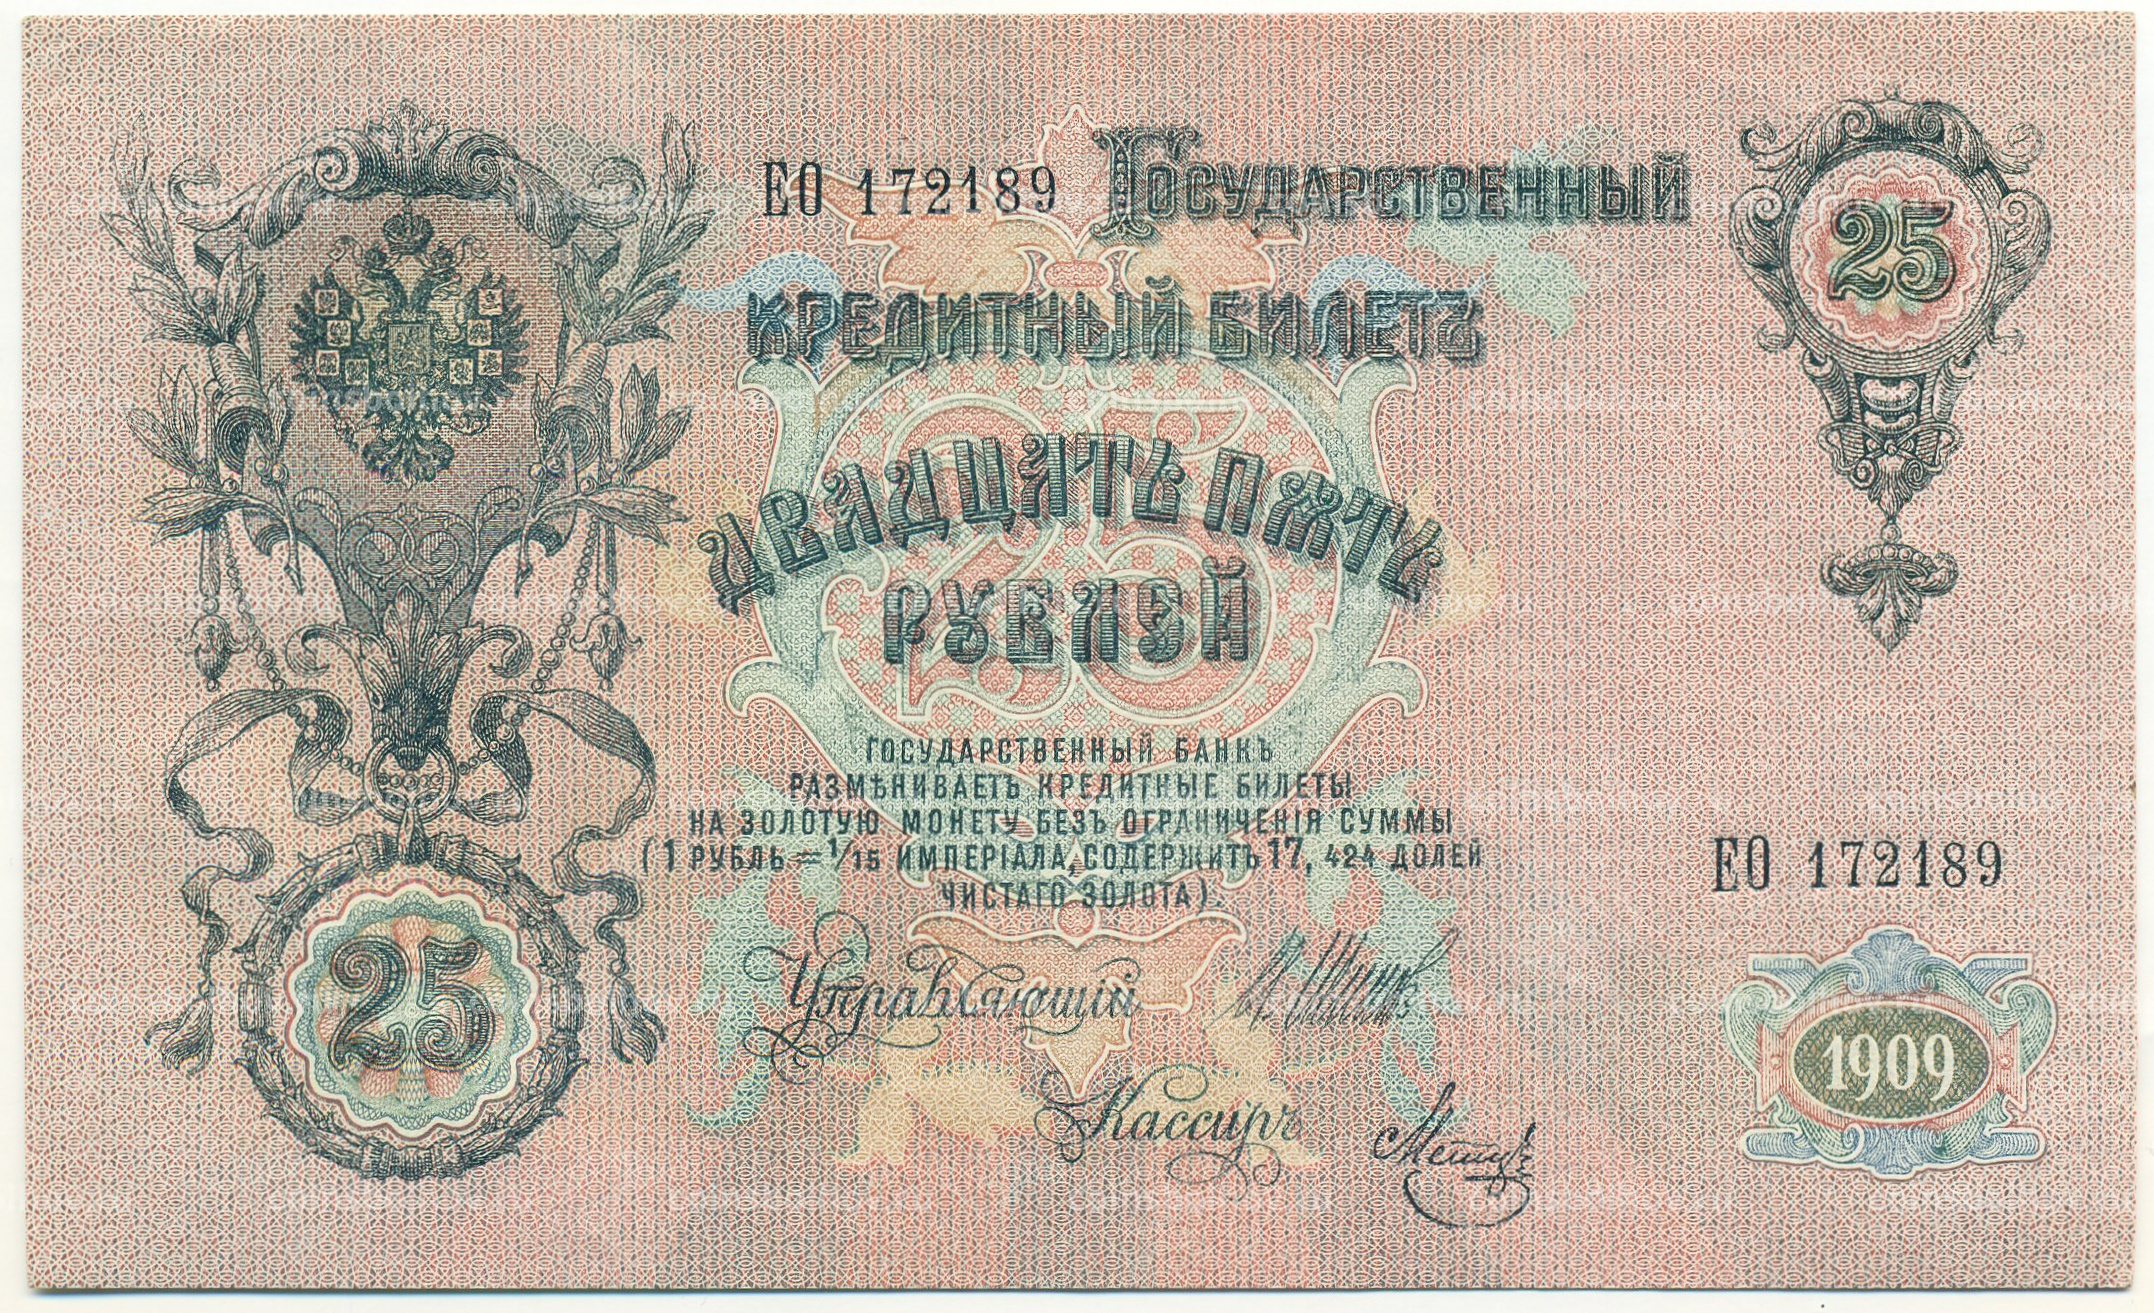 ЕО 172189 Государственный
25
кредитный билетъ
двадцать пять
рублей
25
Государственный Банкъ
размѣниваетъ кредитные билеты
на золотую монету безъ ограниченія суммы
(1 рубль = 1/15 имперіала, содержитъ 17, 424 долей
чистаго золота).
ЕО 172189
Управляющій
25
1909
Кассиръ